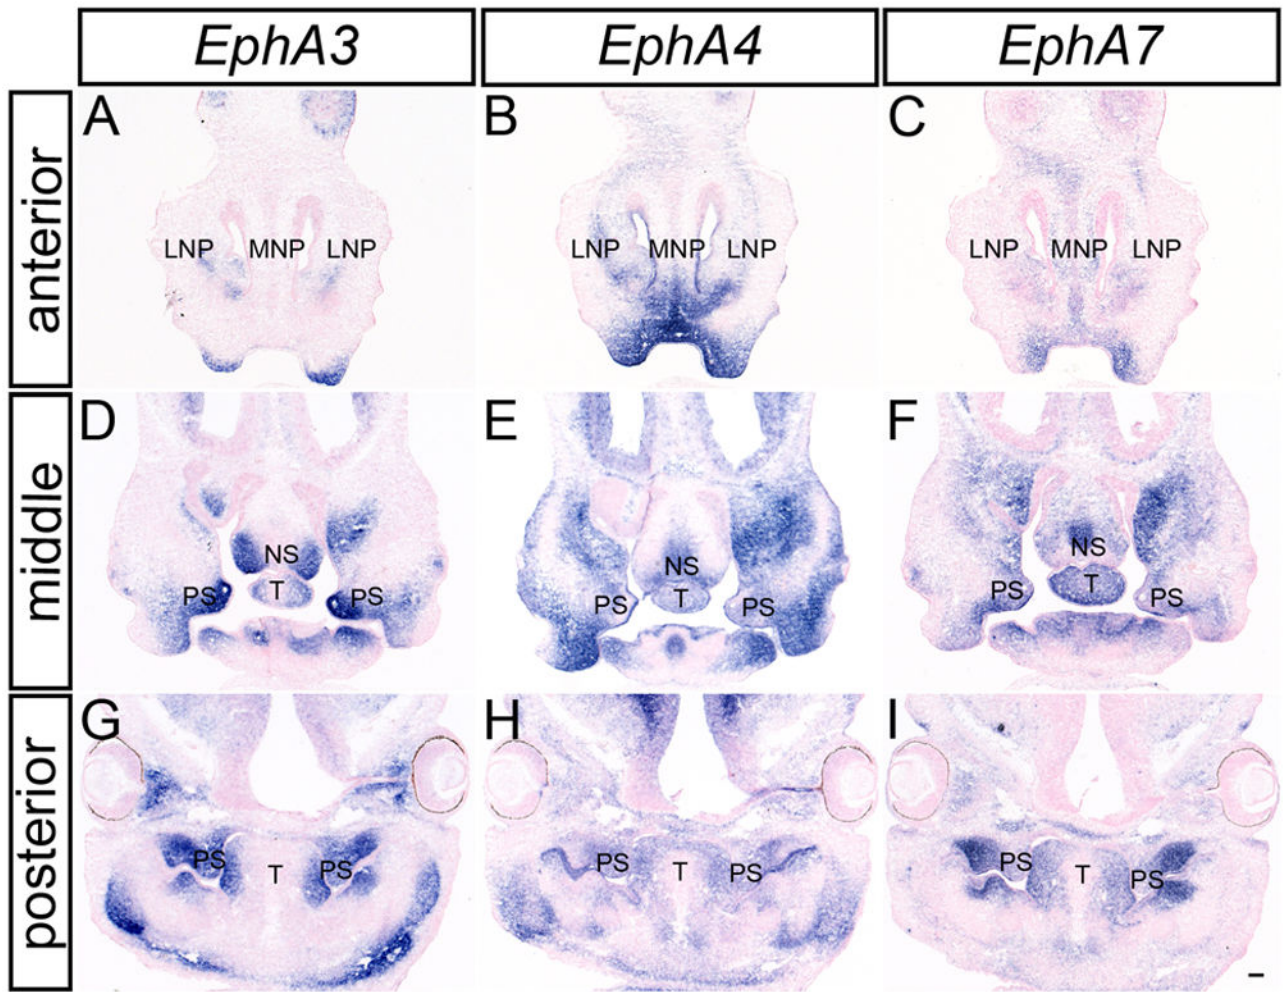 EphA3 EphA4 EphA7
anterior
A B C
LNP MNP LNP LNP MNP LNP LNP MNP LNP
middle
D E F
NS NS NS
T T T
PS PS PS PS PS PS
posterior
G H I
PS T PS PS T PS PS T PS